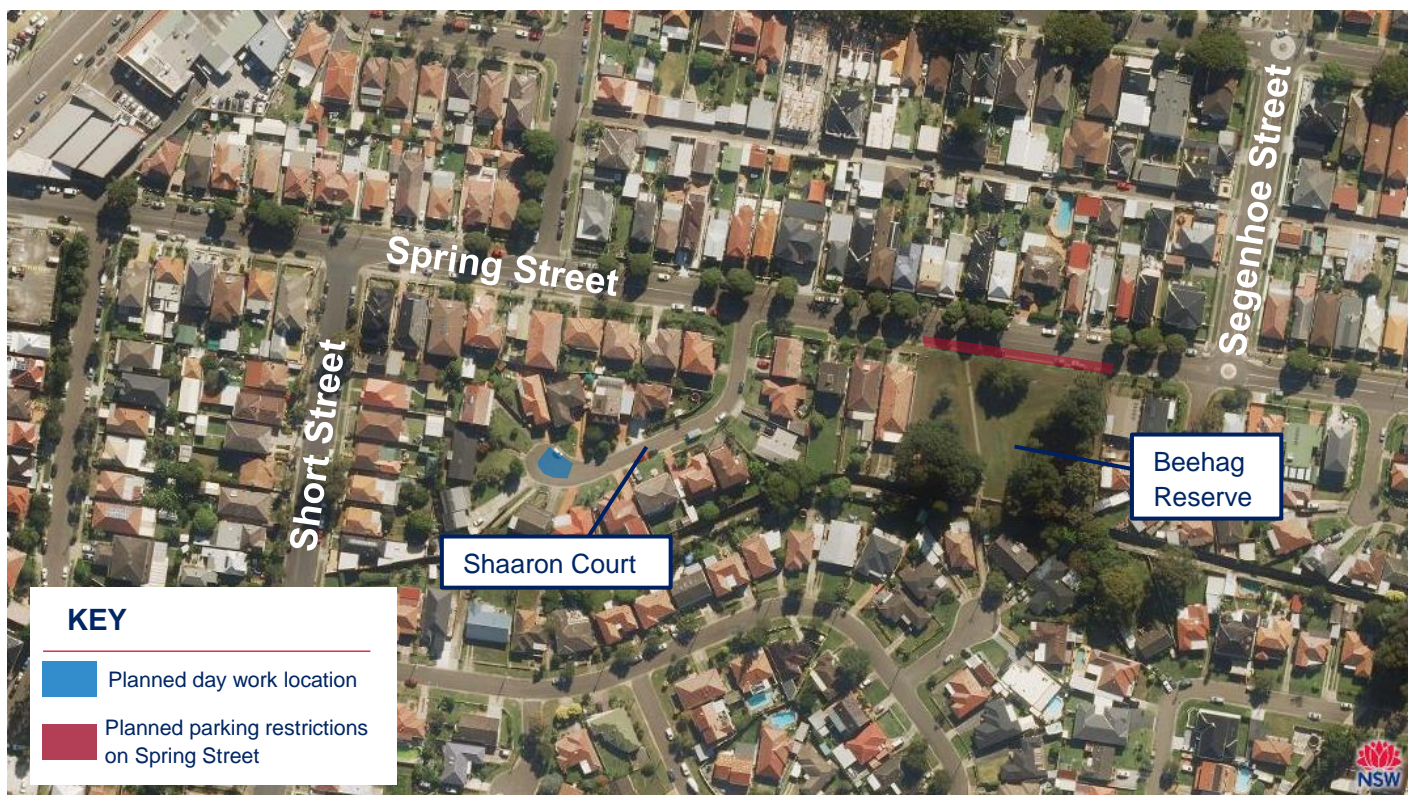 Spring Street
Segenhoe Street
Short Street
Shaaron Court
Beehag
Reserve
KEY
Planned day work location
Planned parking restrictions
on Spring Street
NSW